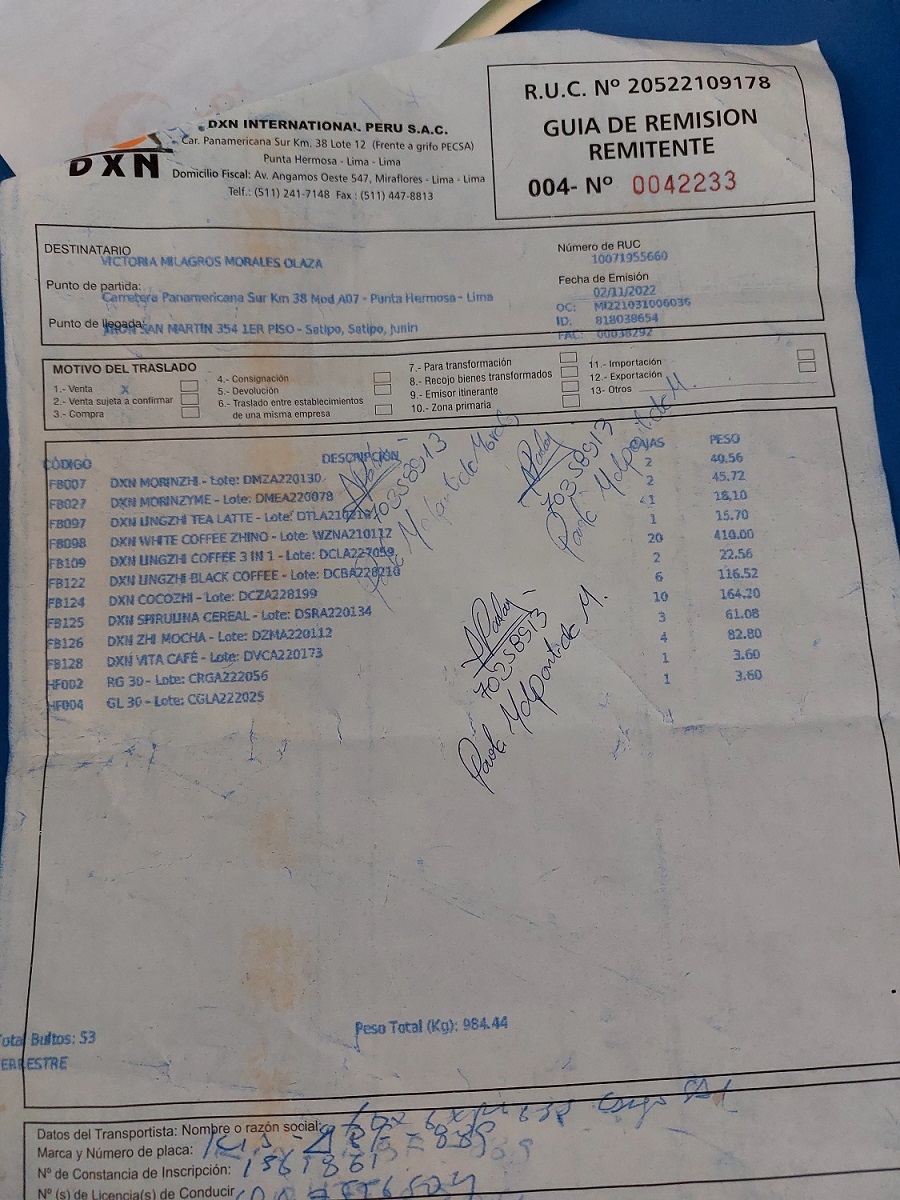 DXN
DXN INTERNATIONAL PERU S.A.C.
Car. Panamericana Sur Km. 38 Lote 12 (Frente a grifo PECSA)
Punta Hermosa - Lima - Lima
Domicilio Fiscal: Av. Angamos Oeste 547, Miraflores - Lima - Lima
Telf.: (511) 241-7148 Fax : (511) 447-8813
R.U.C. Nº 20522109178
GUIA DE REMISION
REMITENTE
004- Nº 0042233
DESTINATARIO
VICTORIA MILAGROS MORALES OLAZA
Punto de partida:
Carretera Panamericana Sur Km 38 Mod A07 - Punta Hermosa - Lima
Punto de llegada:
SAN MARTIN 354 1ER PISO - Satipo, Satipo, Junin
Número de RUC
10071955660
Fecha de Emisión
02/11/2022
OC: MI221031006036
ID: 818038654
FAC: 00038292
MOTIVO DEL TRASLADO
1.- Venta X
2.- Venta sujeta a confirmar
3.- Compra
4.- Consignación
5.- Devolución
6.- Traslado entre establecimientos
de una misma empresa
7.- Para transformación
8.- Recojo bienes transformados
9.- Emisor itinerante
10.- Zona primaria
11.- Importación
12.- Exportación
13- Otros
CÓDIGO DESCRIPCIÓN CAJAS PESO
FB007 DXN MORINZHI - Lote: DMZA220130 2 40.56
FB027 DXN MORINZYME - Lote: DMEA220078 2 45.72
FB097 DXN LINGZHI TEA LATTE - Lote: 1 18,10
FB098 DXN WHITE COFFEE ZHINO - Lote: WZNA210112 1 15.70
FB109 DXN LINGZHI COFFEE 3 IN 1 - Lote: 20 410.00
FB122 DXN LINGZHI BLACK COFFEE - Lote: 2 22.56
FB124 DXN COCOZHI - Lote: DCZA228199 6 116.52
FB125 DXN SPIRULINA CEREAL - Lote: DSRA220134 10 164.20
FB126 DXN ZHI MOCHA - Lote: DZMA220112 3 61.08
FB128 DXN VITA CAFÉ - Lote: DVCA220173 4 82.80
HF002 RG 30 - Lote: CRGA222056 1 3.60
HF004 GL 30 - Lote: CGLA222025 1 3.60
70358913
70358913
70358913
Total Bultos: 53
Peso Total (Kg): 984.44
TERRESTRE
Datos del Transportista: Nombre o razón social:
Marca y Número de placa:
Nº de Constancia de Inscripción:
Nº (s) de Licencia(s) de Conducir